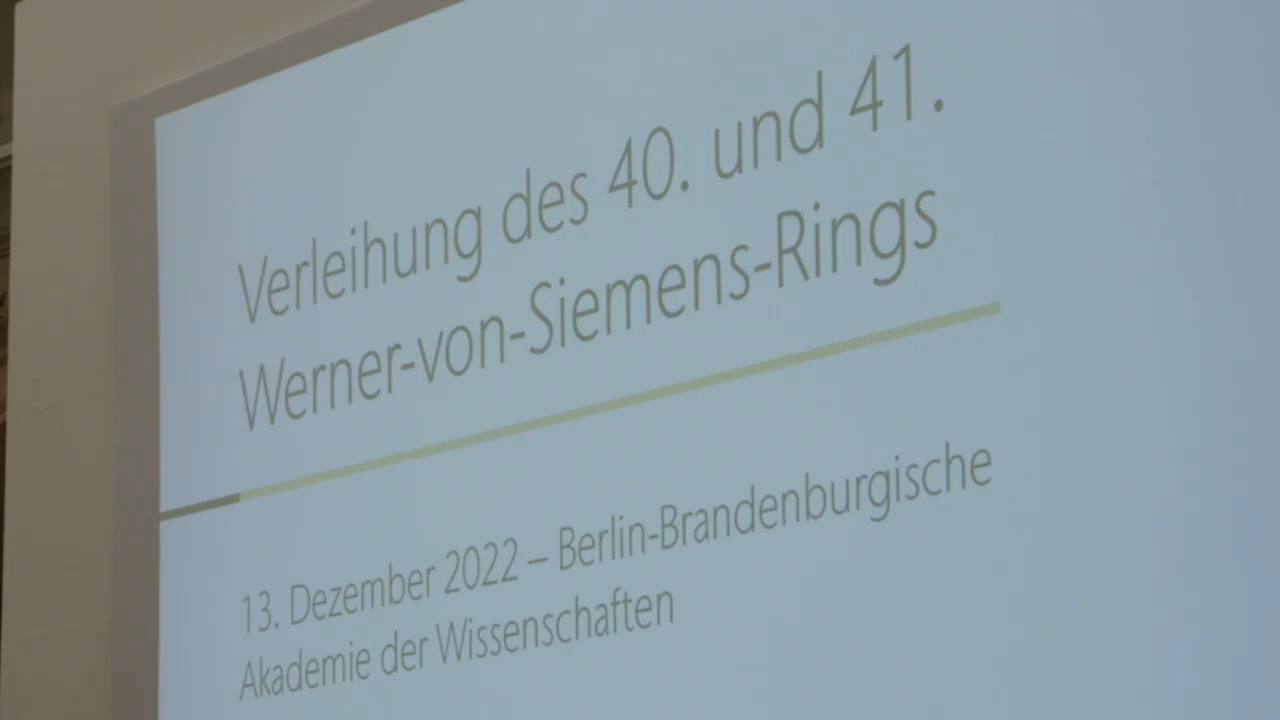 Verleihung des 40. und 41.
Werner-von-Siemens-Rings
13. Dezember 2022 – Berlin-Brandenburgische
Akademie der Wissenschaften